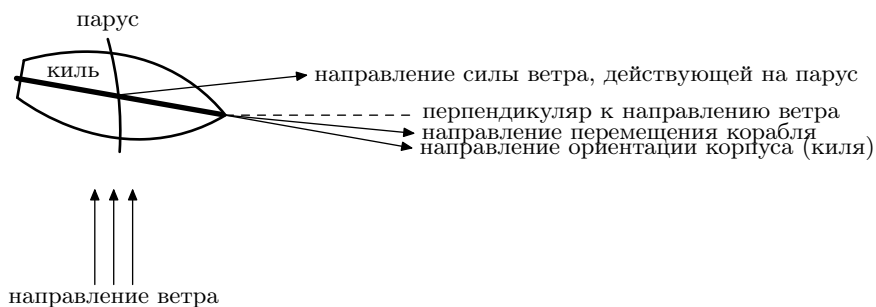 парус
киль
направление силы ветра, действующей на парус
перпендикуляр к направлению ветра
направление перемещения корабля
направление ориентации корпуса (киля)
направление ветра